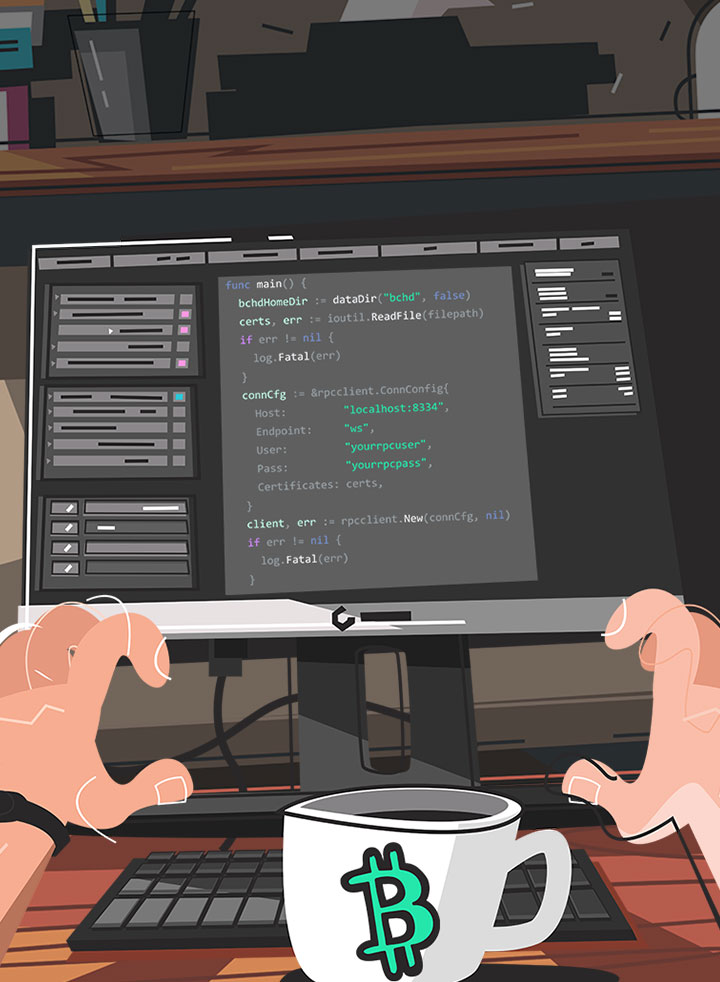 func main() {
bchdHomeDir := dataDir("bchd", false)
certs, err := ioutil.ReadFile(filepath)
if err != nil {
log.Fatal(err)
}
connCfg := &rpcclient.ConnConfig{
Host: "localhost:8334",
Endpoint: "ws",
User: "yourrpcuser",
Pass: "yourrpcpass",
Certificates: certs,
}
client, err := rpcclient.New(connCfg, nil)
if err != nil {
log.Fatal(err)
}